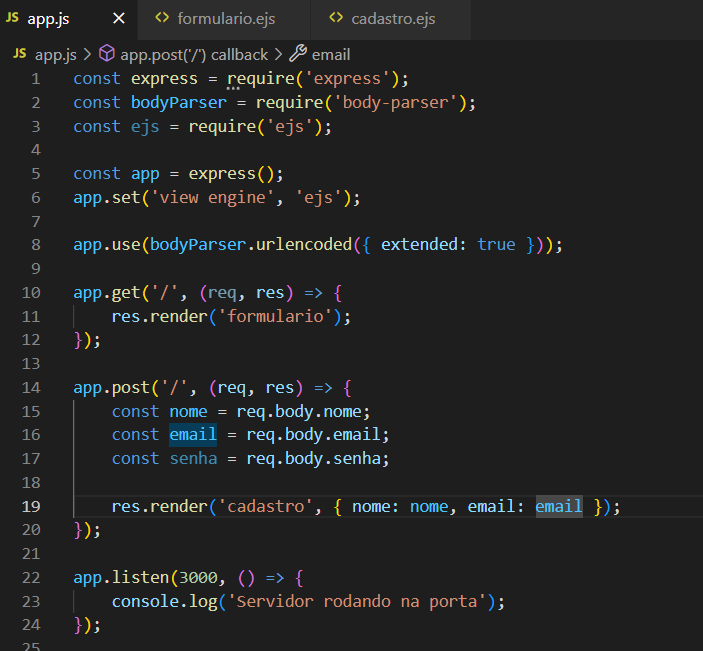 JS app.js × <> formulario.ejs <> cadastro.ejs
JS app.js > app.post('/') callback > email
1 const express = require('express');
2 const bodyParser = require('body-parser');
3 const ejs = require('ejs');
4
5 const app = express();
6 app.set('view engine', 'ejs');
7
8 app.use(bodyParser.urlencoded({ extended: true }));
9
10 app.get('/', (req, res) => {
11     res.render('formulario');
12 });
13
14 app.post('/', (req, res) => {
15     const nome = req.body.nome;
16     const email = req.body.email;
17     const senha = req.body.senha;
18
19     res.render('cadastro', { nome: nome, email: email });
20 });
21
22 app.listen(3000, () => {
23     console.log('Servidor rodando na porta');
24 });
25